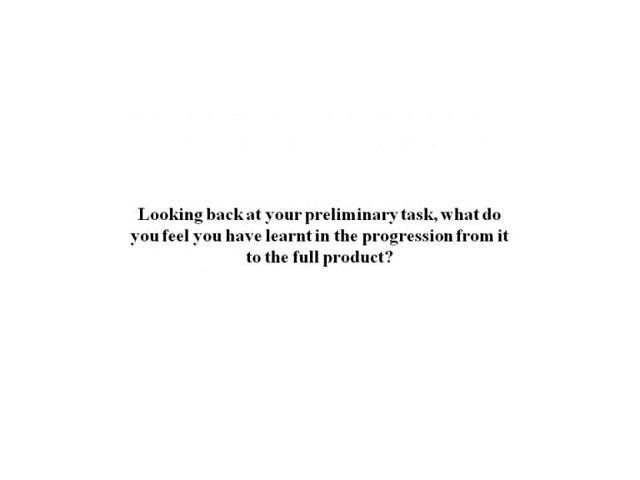 Looking back at your preliminary task, what do
you feel you have learnt in the progression from it
to the full product?